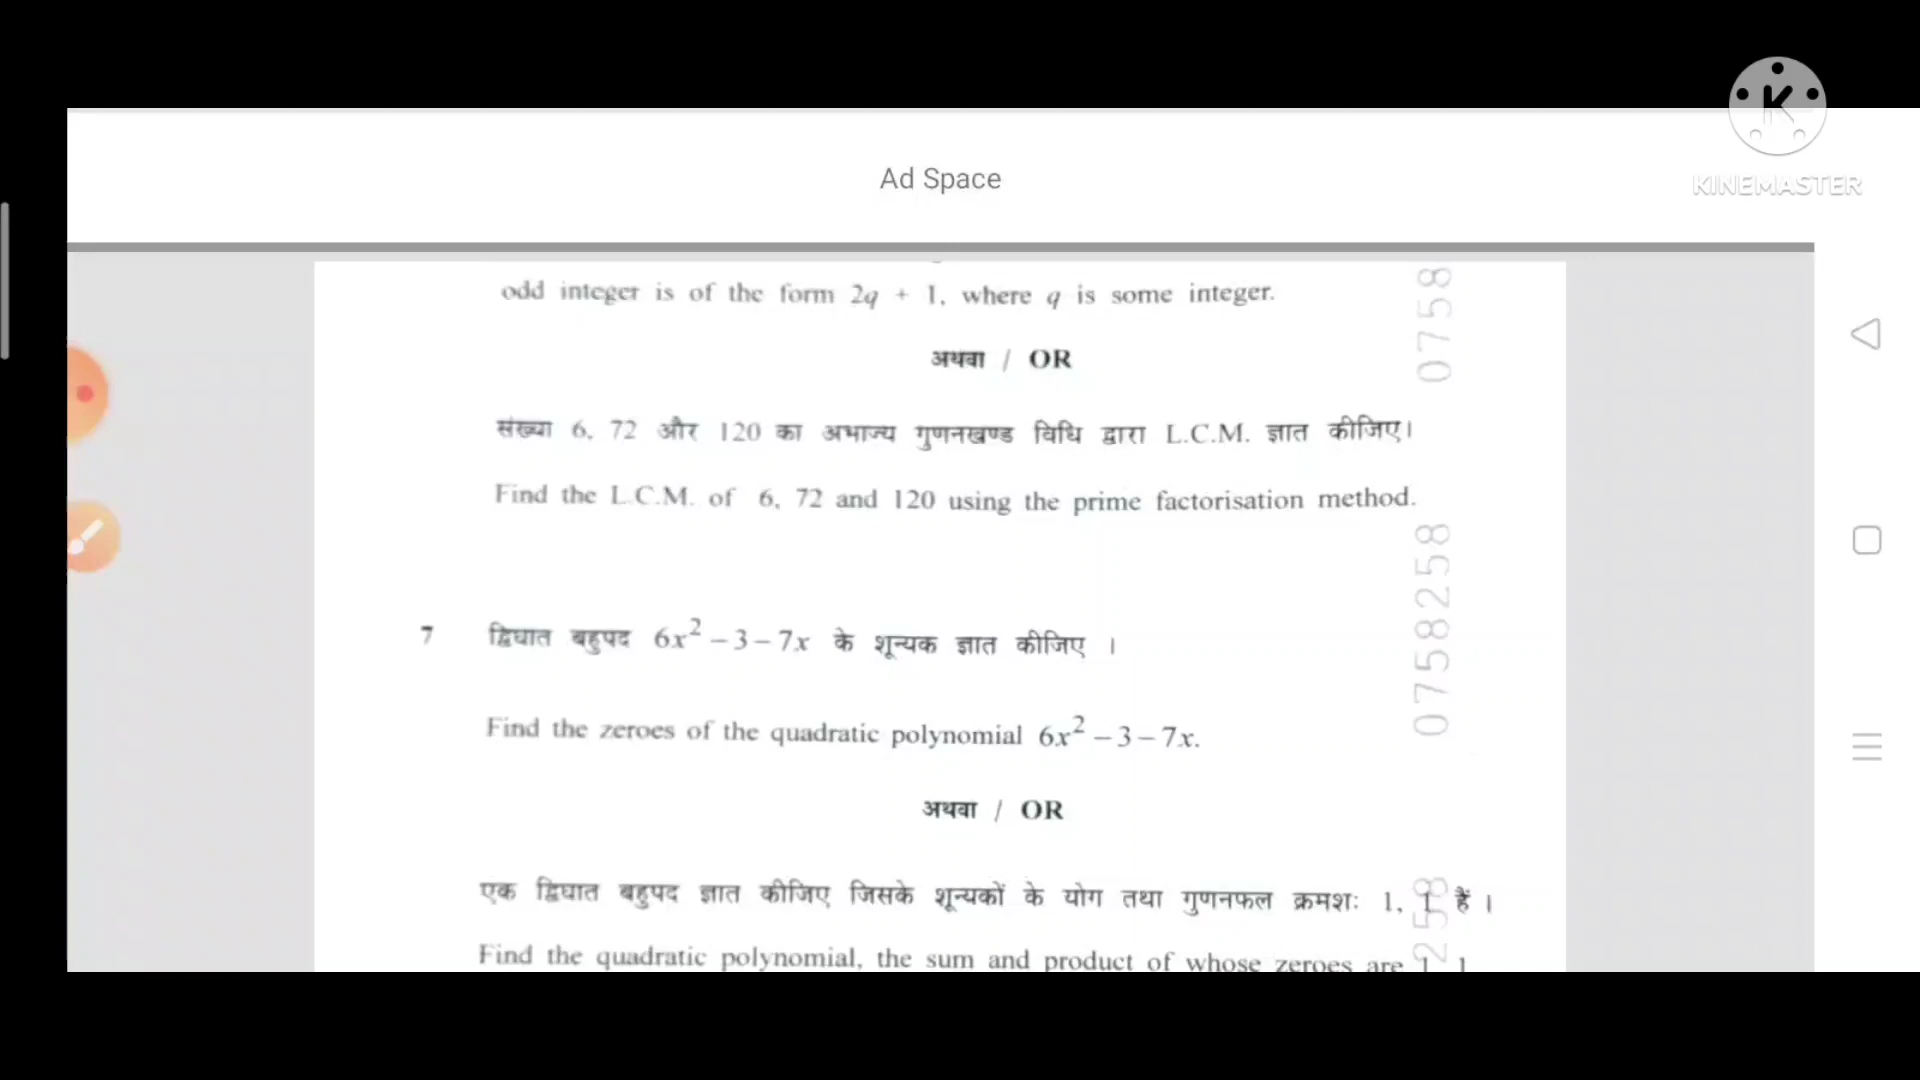 Ad Space
KINEMASTER
odd integer is of the form 2q + 1, where q is some integer.
0758
अथवा / OR
संख्या 6, 72 और 120 का अभाज्य गुणनखण्ड विधि द्वारा L.C.M. ज्ञात कीजिए।
Find the L.C.M. of 6, 72 and 120 using the prime factorisation method.
0758258
7 द्विघात बहुपद 6x² – 3 – 7x के शून्यक ज्ञात कीजिए ।
Find the zeroes of the quadratic polynomial 6x² – 3 – 7x.
अथवा / OR
एक द्विघात बहुपद ज्ञात कीजिए जिसके शून्यकों के योग तथा गुणनफल क्रमशः 1, 1 हैं ।
258
Find the quadratic polynomial, the sum and product of whose zeroes are 1, 1